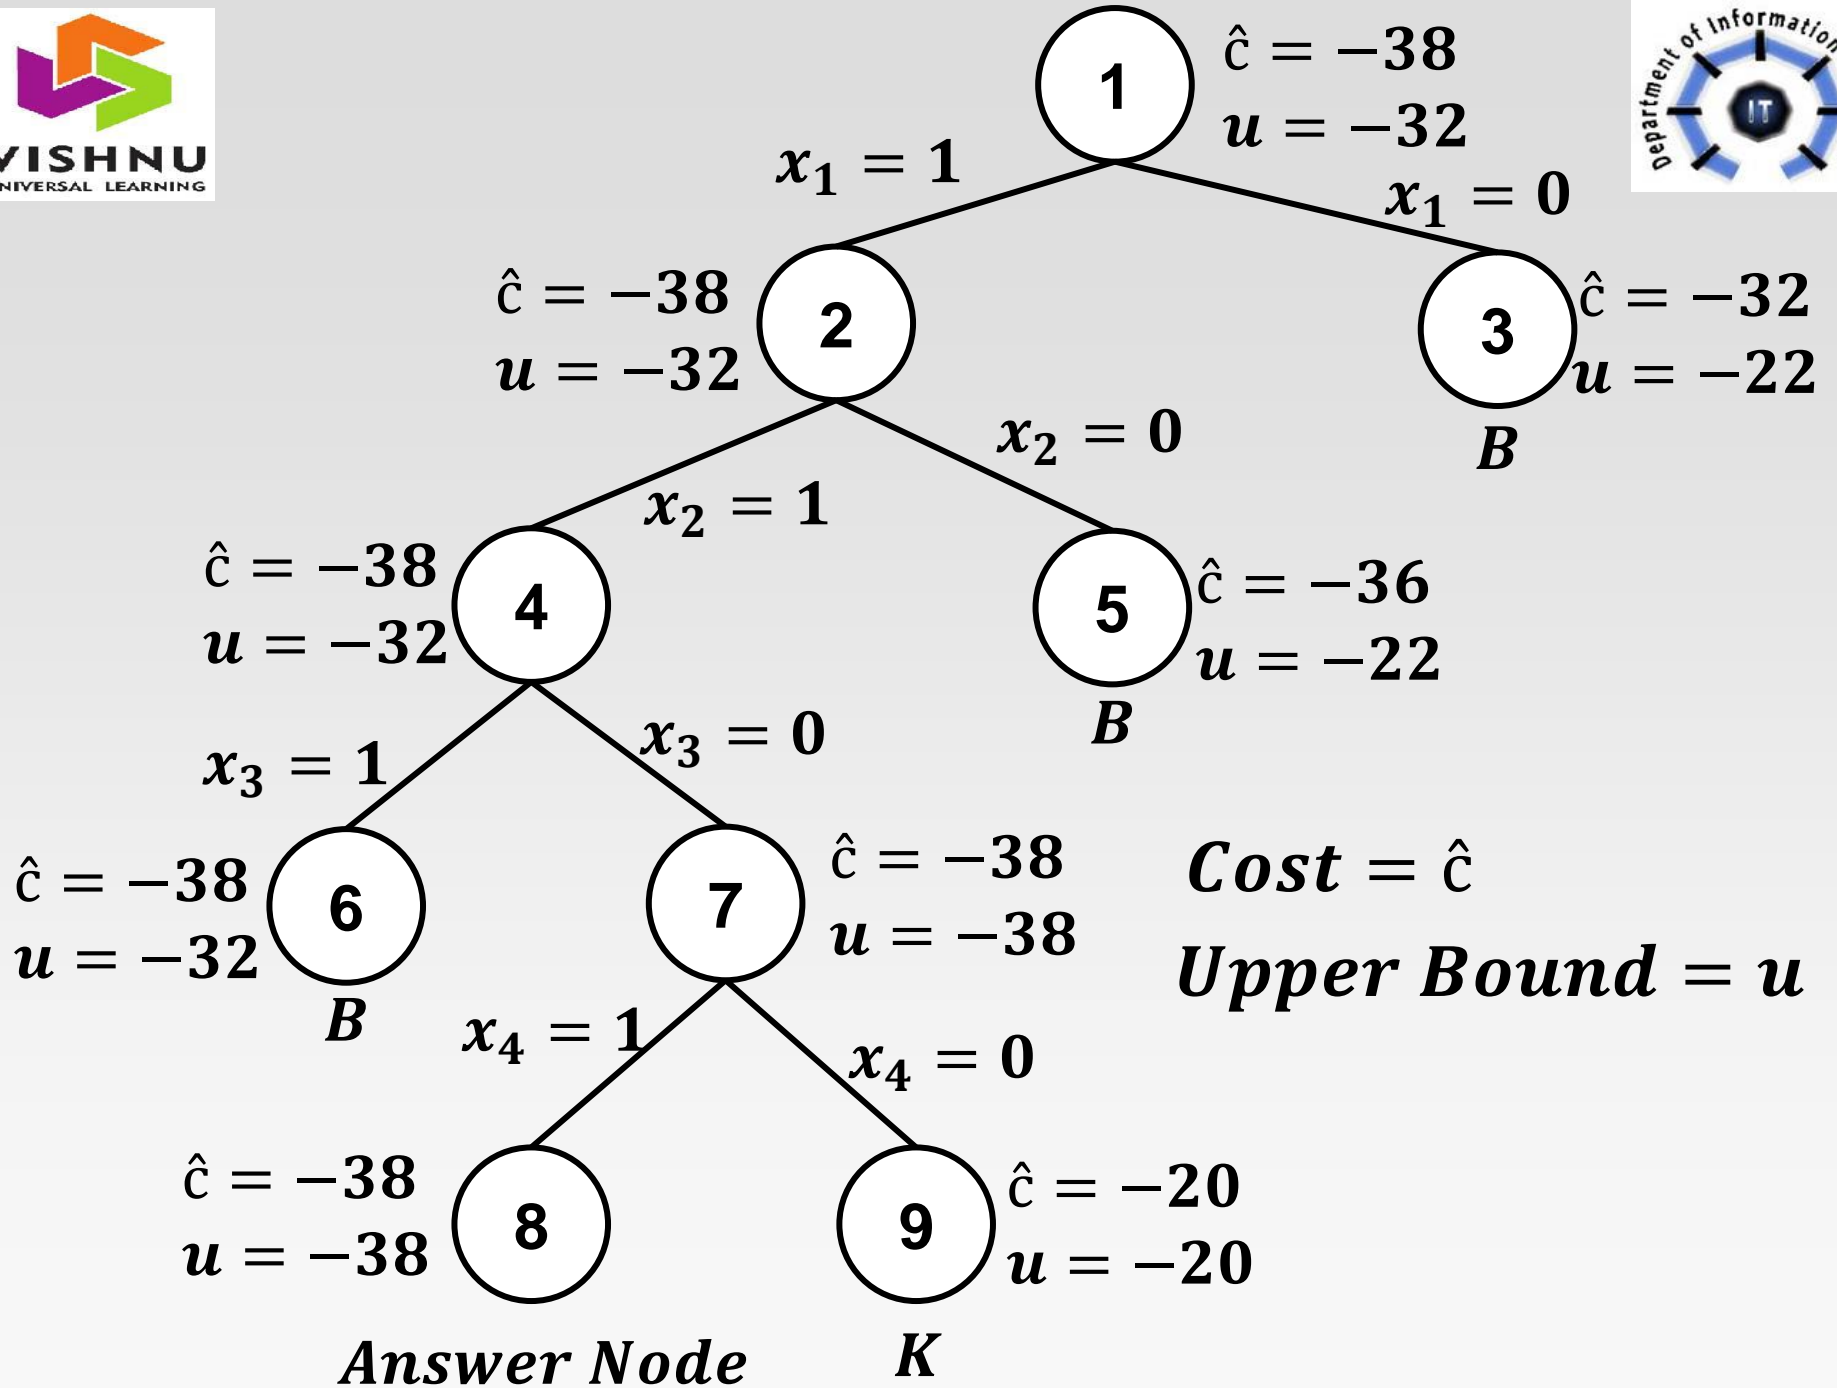 VISHNU
UNIVERSAL LEARNING
Department of Information
IT
1
ĉ = −38
u = −32
x₁ = 1
x₁ = 0
ĉ = −38
u = −32
2
3
ĉ = −32
u = −22
B
x₂ = 1
x₂ = 0
ĉ = −38
u = −32
4
5
ĉ = −36
u = −22
B
x₃ = 1
x₃ = 0
ĉ = −38
u = −32
6
B
7
ĉ = −38
u = −38
Cost = ĉ
Upper Bound = u
x₄ = 1
x₄ = 0
ĉ = −38
u = −38
8
Answer Node
9
ĉ = −20
u = −20
K